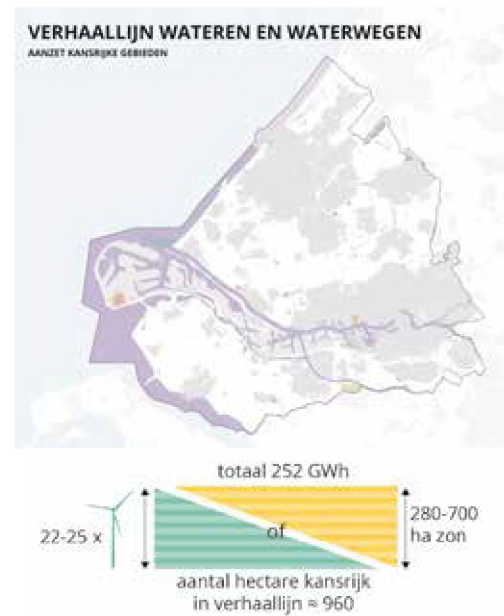 VERHAALLIJN WATEREN EN WATERWEGEN
AANZET KANSRIJKE GEBIEDEN
totaal 252 GWh
22-25 x
of
280-700
ha zon
aantal hectare kansrijk
in verhaallijn ≈ 960